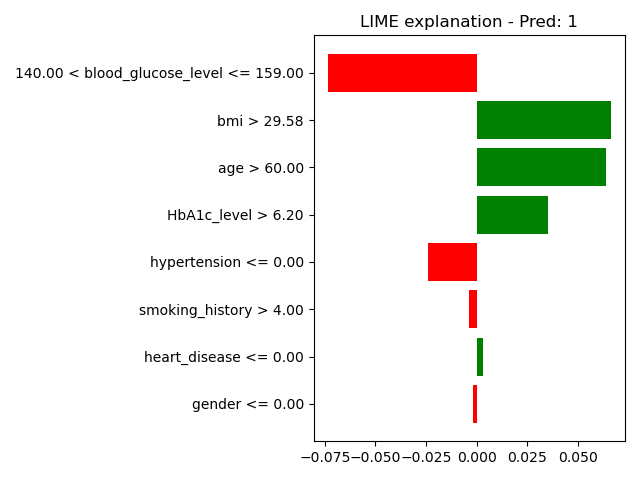 LIME explanation - Pred: 1
140.00 < blood_glucose_level <= 159.00
bmi > 29.58
age > 60.00
HbA1c_level > 6.20
hypertension <= 0.00
smoking_history > 4.00
heart_disease <= 0.00
gender <= 0.00
−0.075 −0.050 −0.025 0.000 0.025 0.050